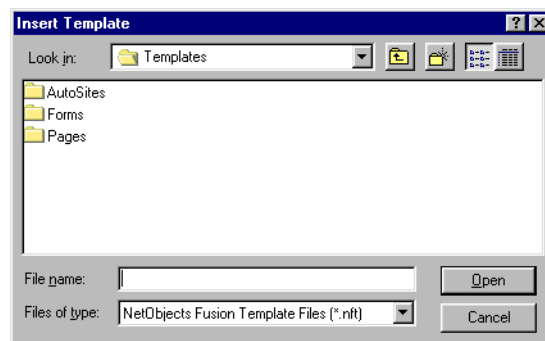 Insert Template
Look in: Templates
AutoSites
Forms
Pages
File name: Open
Files of type: NetObjects Fusion Template Files (*.nft) Cancel